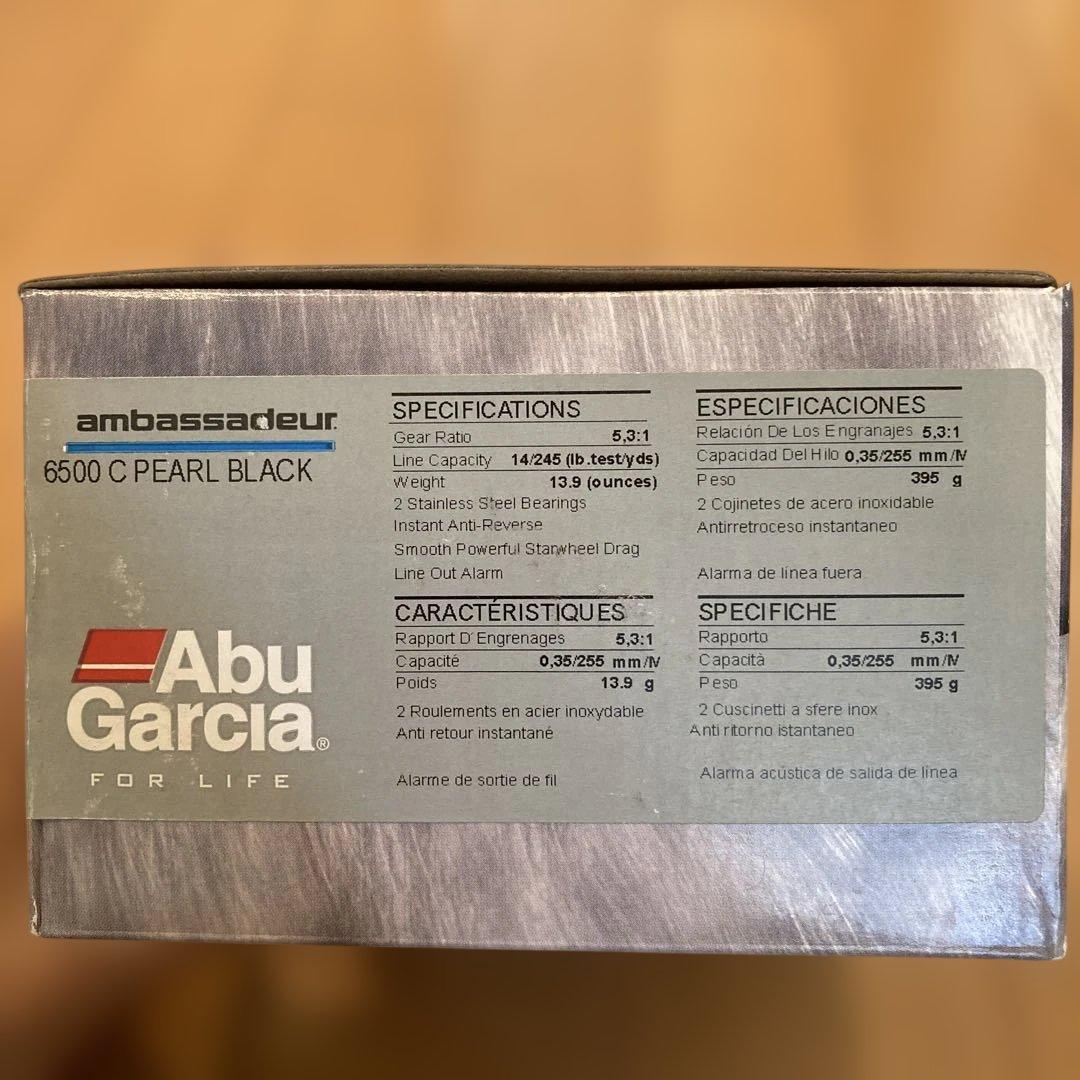 ambassadeur.
6500 C PEARL BLACK
Abu
Garcia®
FOR LIFE
SPECIFICATIONS
Gear Ratio 5,3:1
Line Capacity 14/245 (lb.test/yds)
Weight 13.9 (ounces)
2 Stainless Steel Bearings
Instant Anti-Reverse
Smooth Powerful Starwheel Drag
Line Out Alarm
ESPECIFICACIONES
Relación De Los Engranajes 5,3:1
Capacidad Del Hilo 0,35/255 mm/M
Peso 395 g
2 Cojinetes de acero inoxidable
Antirretroceso instantaneo
Alarma de línea fuera
CARACTÉRISTIQUES
Rapport D'Engrenages 5,3:1
Capacité 0,35/255 mm/M
Poids 13.9 g
2 Roulements en acier inoxydable
Anti retour instantané
Alarme de sortie de fil
SPECIFICHE
Rapporto 5,3:1
Capacità 0,35/255 mm/M
Peso 395 g
2 Cuscinetti a sfere inox
Anti ritorno istantaneo
Alarma acústica de salida de línea